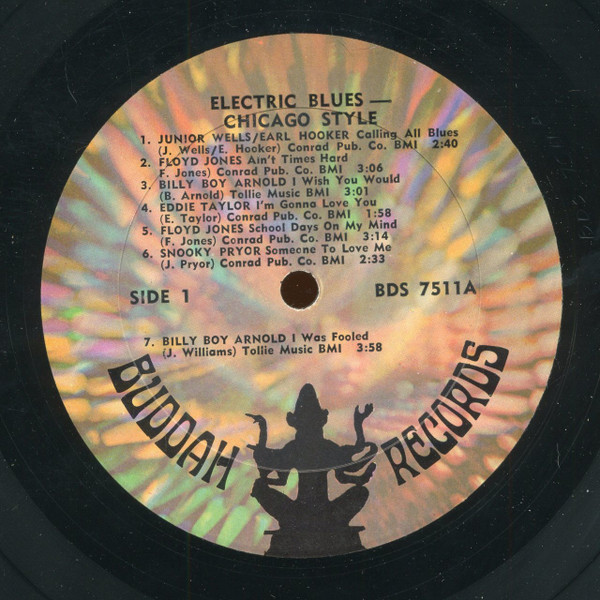 ELECTRIC BLUES —
CHICAGO STYLE
1. JUNIOR WELLS/EARL HOOKER Calling All Blues
(J. Wells/E. Hooker) Conrad Pub. Co. BMI 2:40
2. FLOYD JONES Ain't Times Hard
F. Jones) Conrad Pub. Co. BMI 3:06
3. BILLY BOY ARNOLD I Wish You Would
(B. Arnold) Tollie Music BMI 3:01
4. EDDIE TAYLOR I'm Gonna Love You
(E. Taylor) Conrad Pub. Co. BMI 1:58
5. FLOYD JONES School Days On My Mind
(F. Jones) Conrad Pub. Co. BMI 3:14
6. SNOOKY PRYOR Someone To Love Me
(J. Pryor) Conrad Pub. Co. BMI 2:33
SIDE 1 BDS 7511A
7. BILLY BOY ARNOLD I Was Fooled
(J. Williams) Tollie Music BMI 3:58
BUDDAH RECORDS